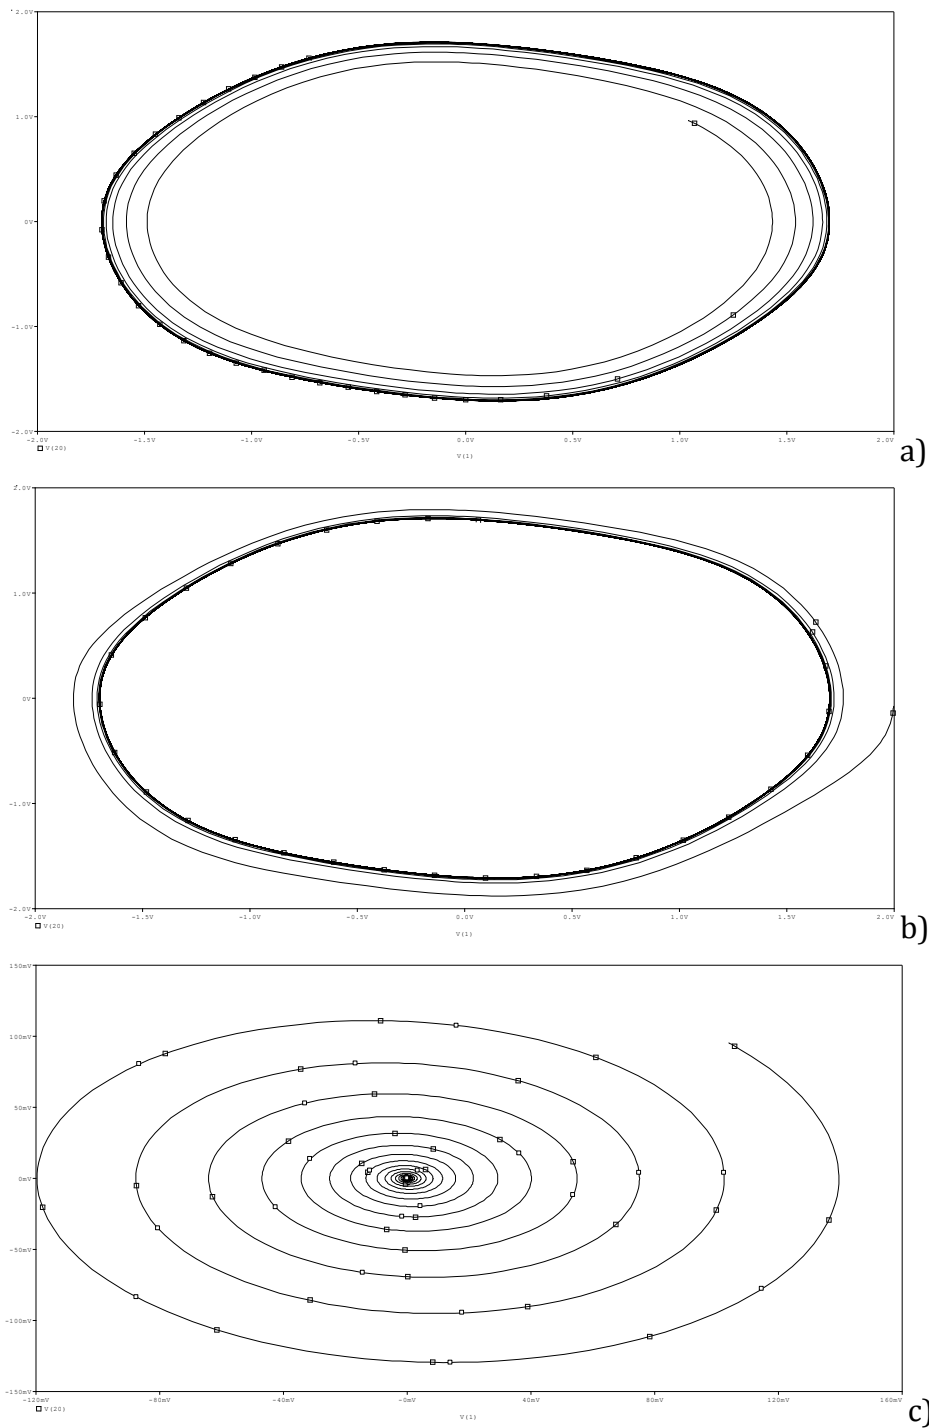 2.0V
1.0V
0V
-1.0V
-2.0V
-2.0V -1.5V -1.0V -0.5V 0.0V 0.5V 1.0V 1.5V 2.0V
V(20)
V(1)
a)
2.0V
1.0V
0V
-1.0V
-2.0V
-2.0V -1.5V -1.0V -0.5V 0.0V 0.5V 1.0V 1.5V 2.0V
V(20)
V(1)
b)
150mV
100mV
50mV
0mV
-50mV
-100mV
-150mV
-120mV -80mV -40mV -0mV 40mV 80mV 120mV 160mV
V(20)
V(1)
c)